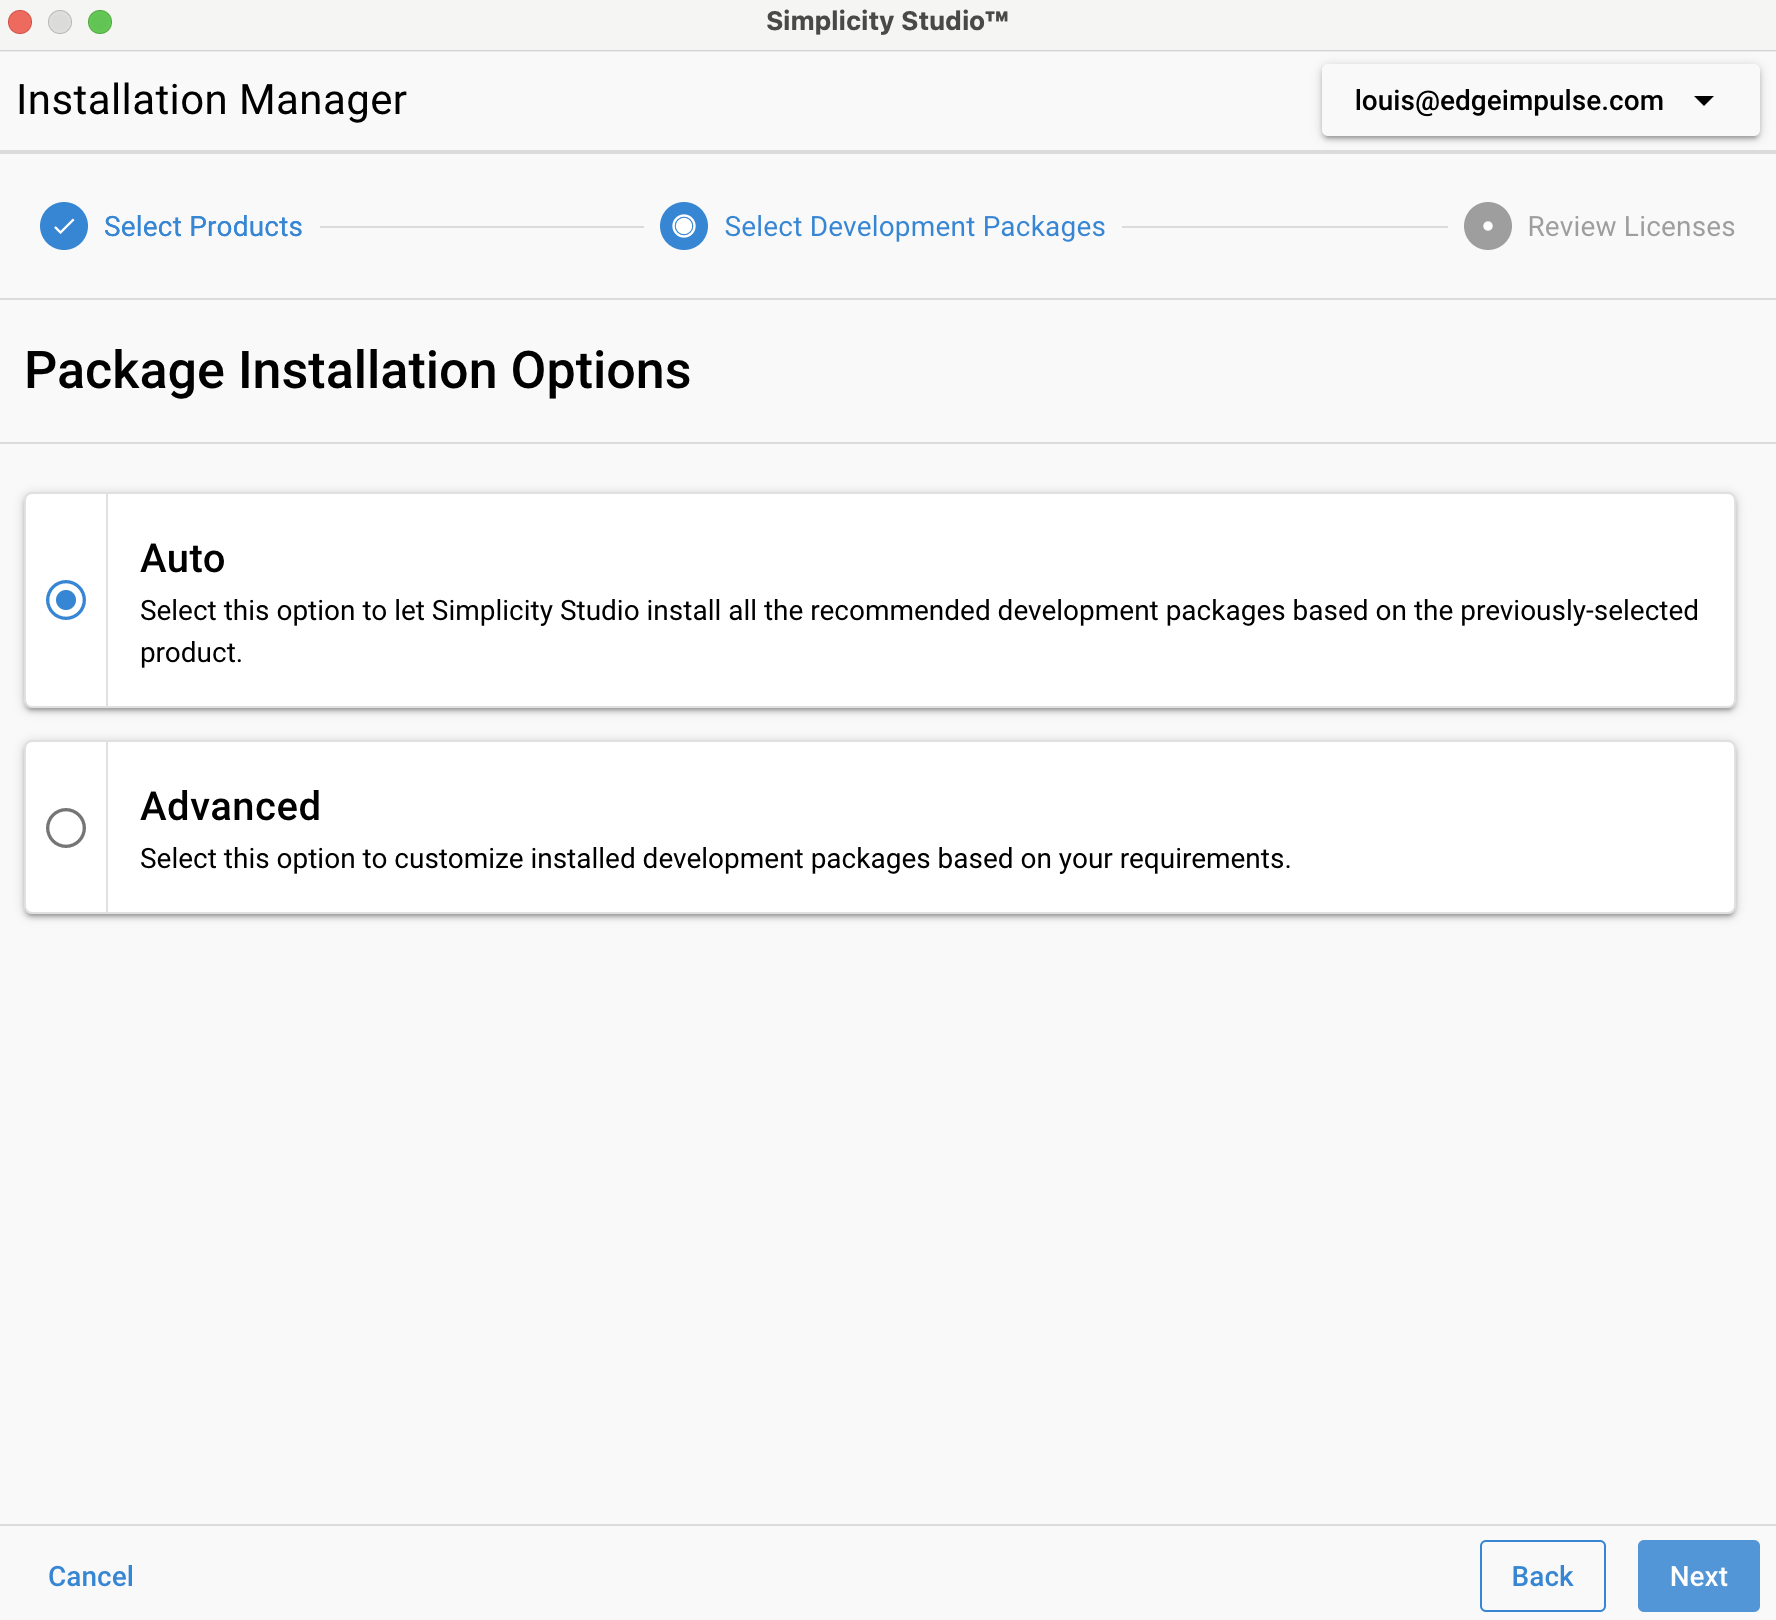 Simplicity Studio™
Installation Manager
louis@edgeimpulse.com
Select Products
Select Development Packages
Review Licenses
Package Installation Options
Auto
Select this option to let Simplicity Studio install all the recommended development packages based on the previously-selected
product.
Advanced
Select this option to customize installed development packages based on your requirements.
Cancel
Back
Next